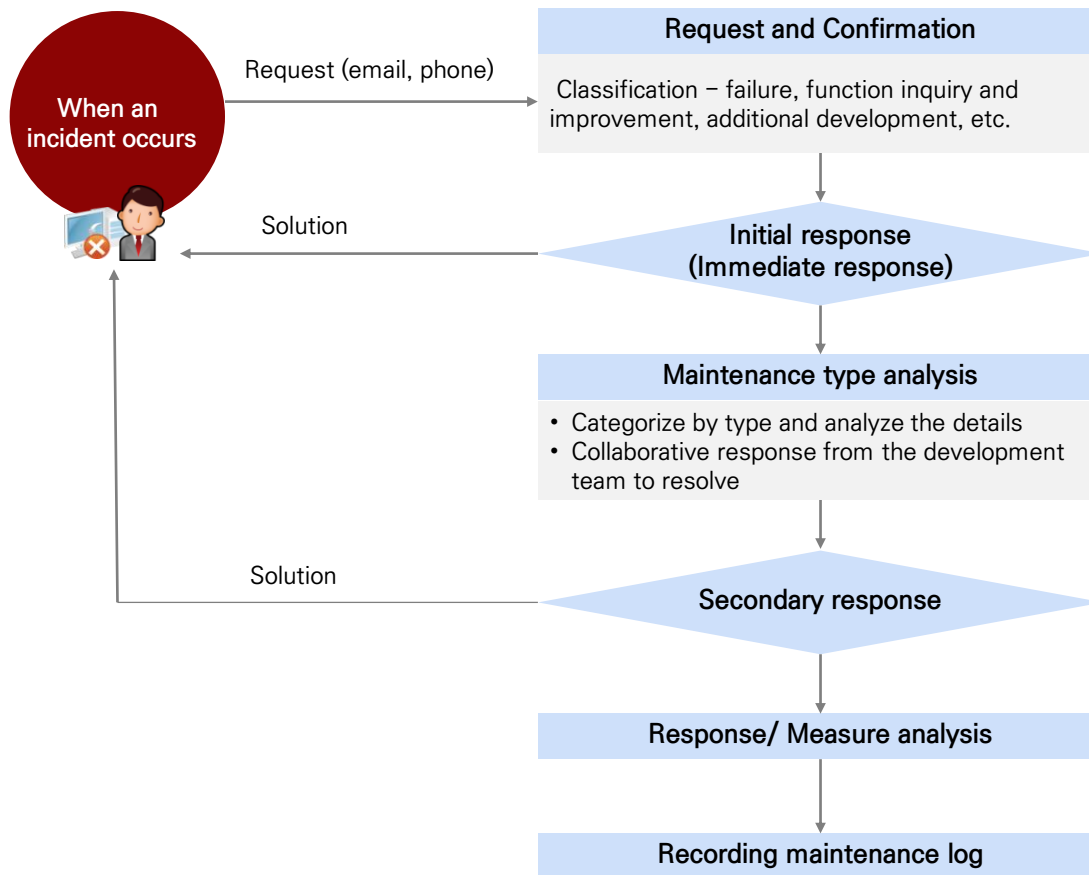 Request and Confirmation
Request (email, phone)
When an
incident occurs
Classification – failure, function inquiry and
improvement, additional development, etc.
Solution
Initial response
(Immediate response)
Maintenance type analysis
• Categorize by type and analyze the details
• Collaborative response from the development
team to resolve
Solution
Secondary response
Response/ Measure analysis
Recording maintenance log